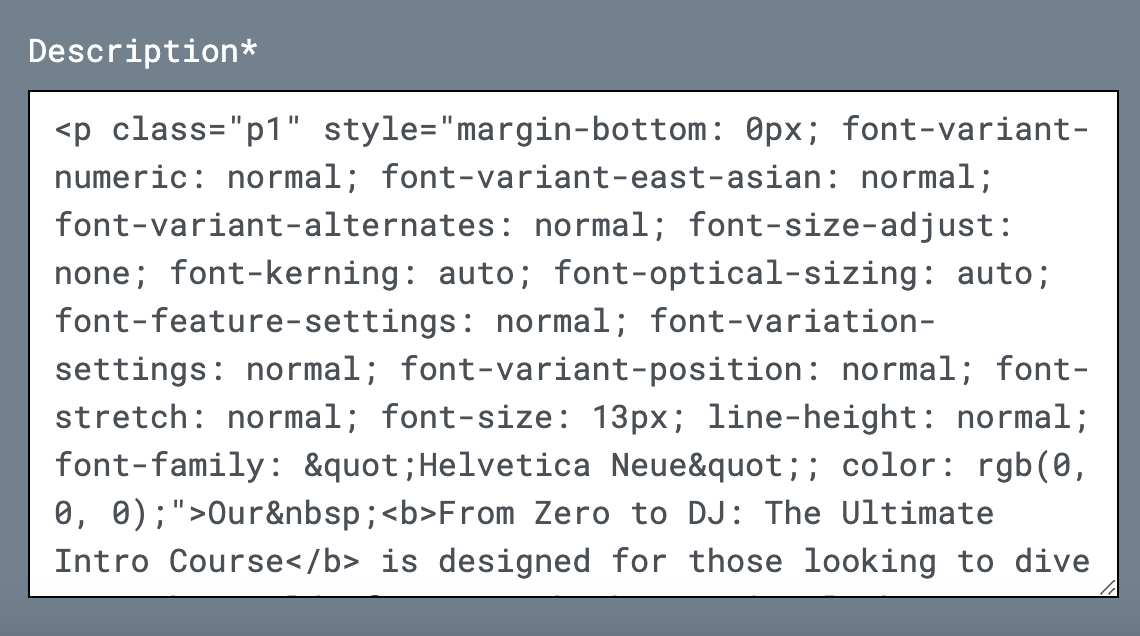 Description*
<p class="p1" style="margin-bottom: 0px; font-variant-
numeric: normal; font-variant-east-asian: normal;
font-variant-alternates: normal; font-size-adjust:
none; font-kerning: auto; font-optical-sizing: auto;
font-feature-settings: normal; font-variation-
settings: normal; font-variant-position: normal; font-
stretch: normal; font-size: 13px; line-height: normal;
font-family: &quot;Helvetica Neue&quot;; color: rgb(0,
0, 0);">Our&nbsp;<b>From Zero to DJ: The Ultimate
Intro Course</b> is designed for those looking to dive